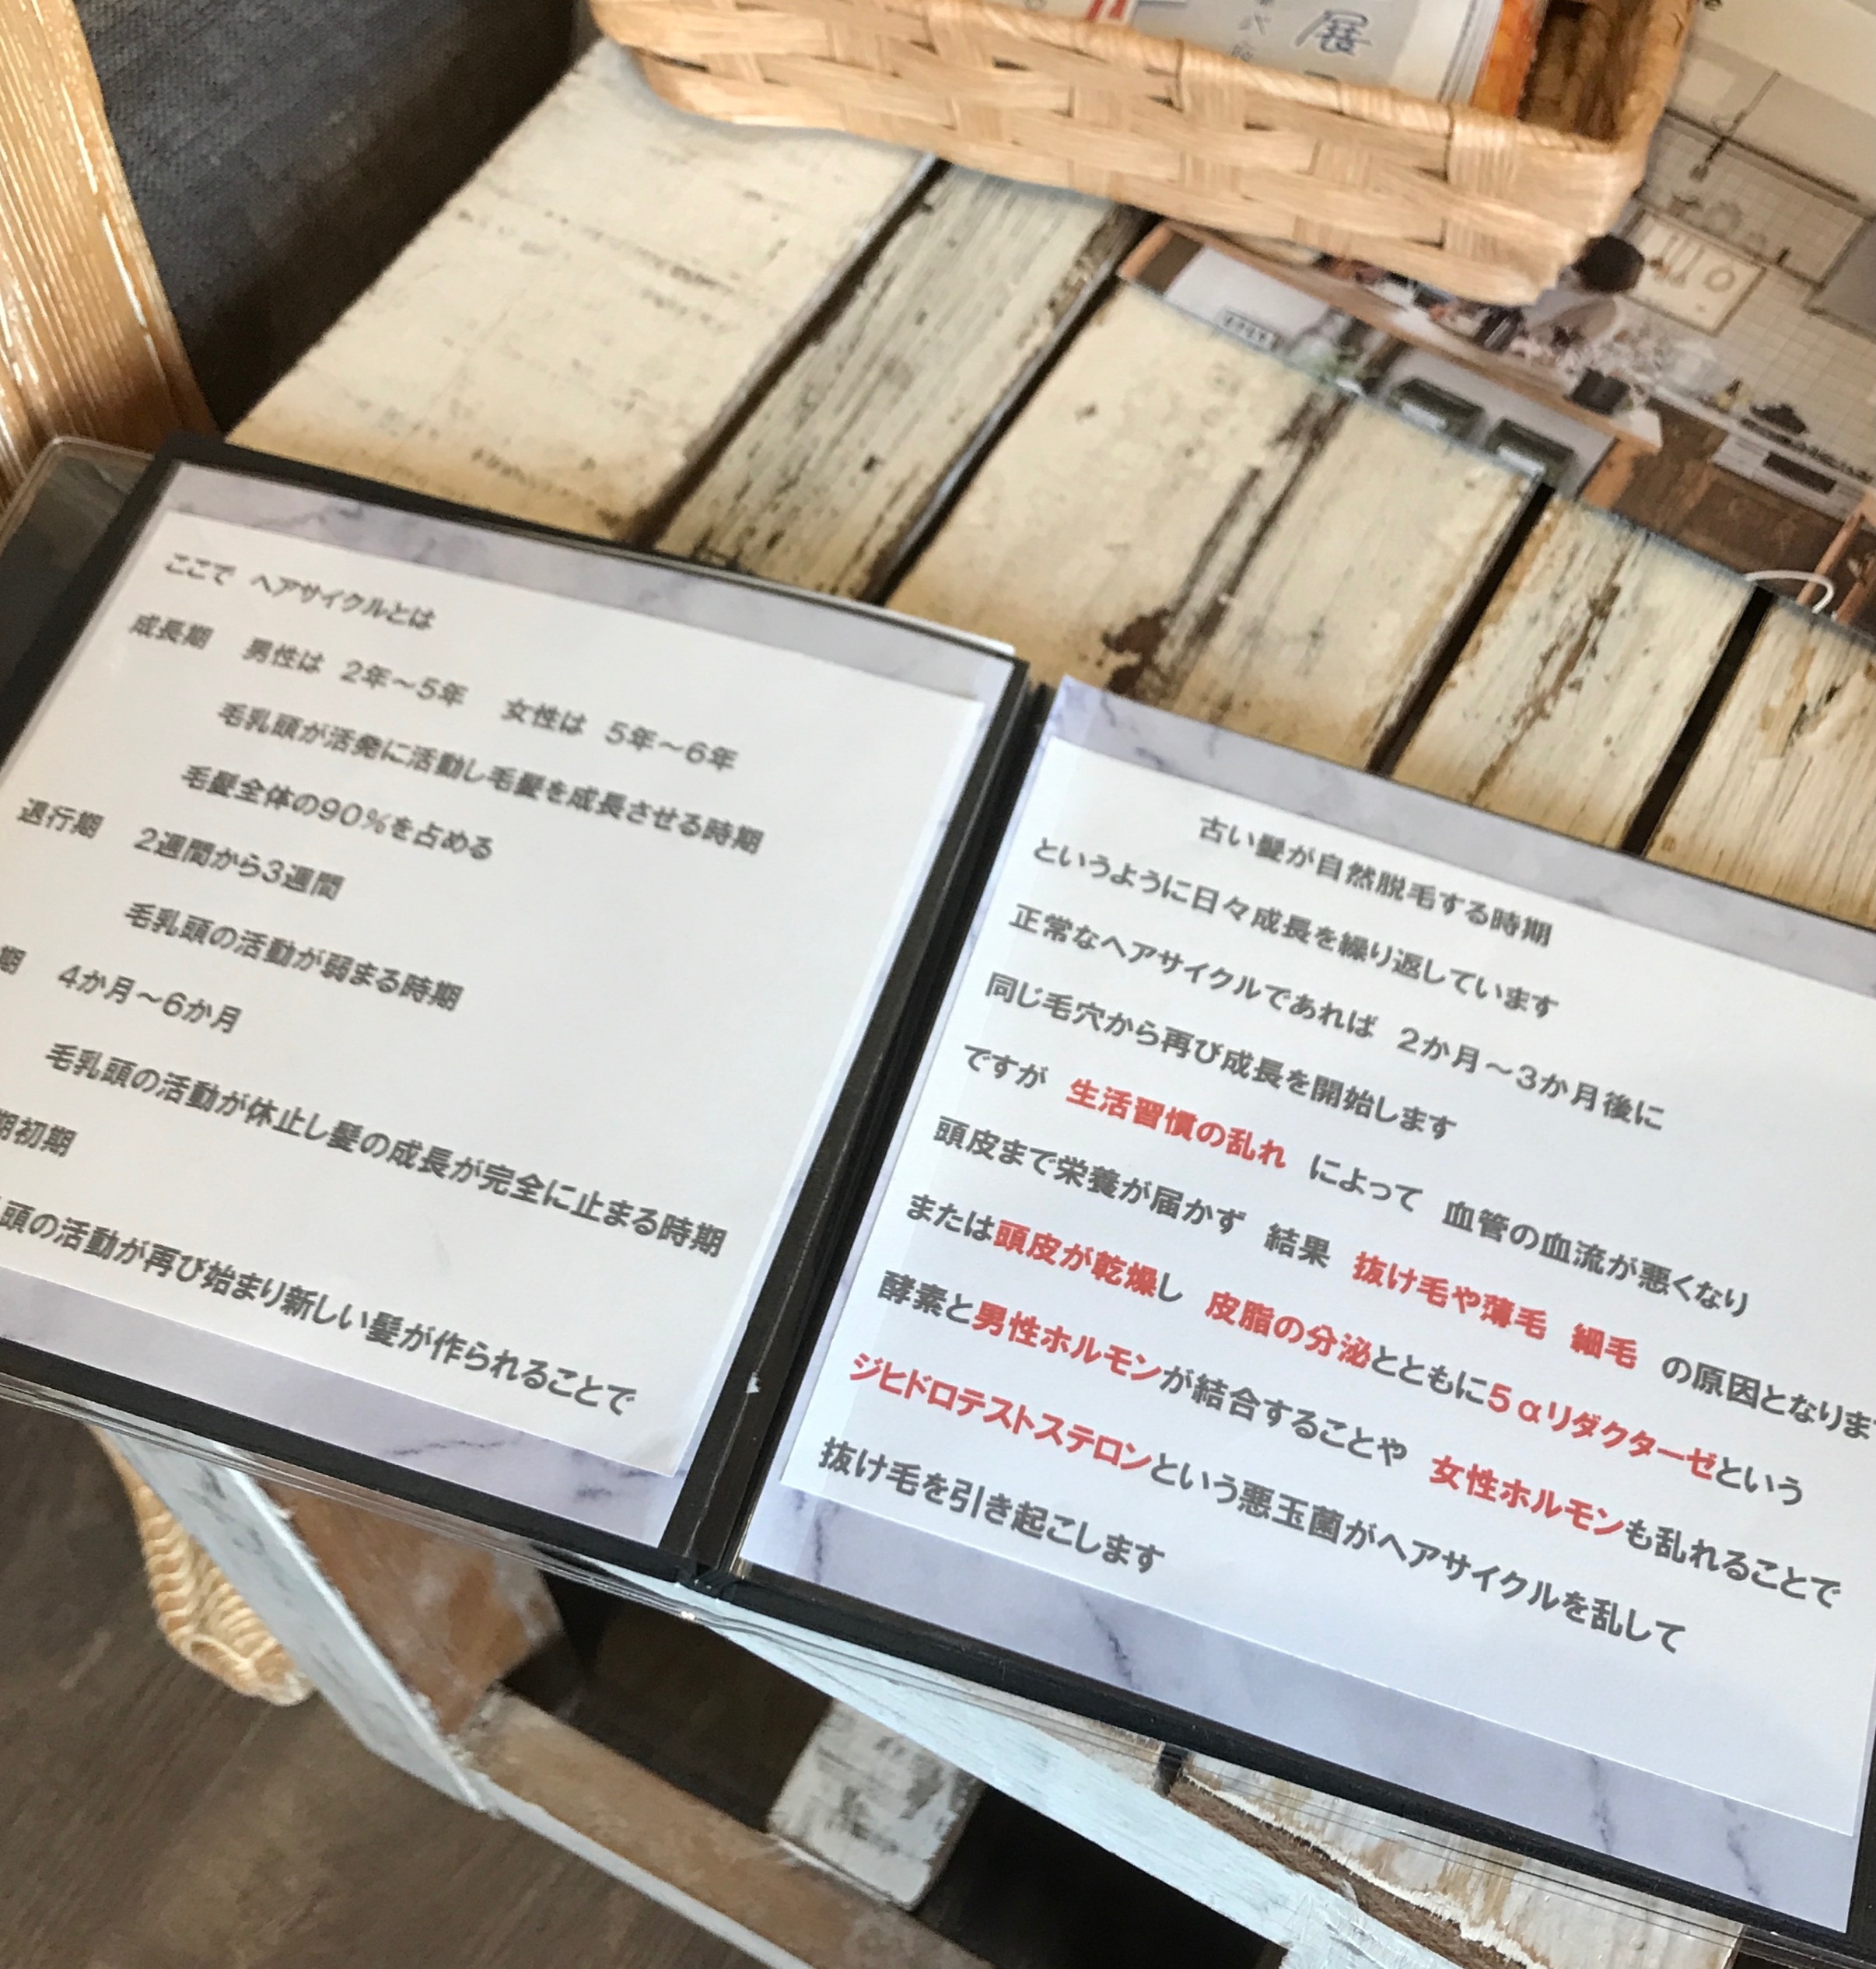 展
ここで ヘアサイクルとは
成長期 男性は 2年～5年 女性は 5年～6年
毛乳頭が活発に活動し毛髪を成長させる時期
毛髪全体の90％を占める
退行期 2週間から3週間
毛乳頭の活動が弱まる時期
期 4か月～6か月
毛乳頭の活動が休止し髪の成長が完全に止まる時期
期初期
頭の活動が再び始まり新しい髪が作られることで
古い髪が自然脱毛する時期
というように日々成長を繰り返しています
正常なヘアサイクルであれば 2か月～3か月後に
同じ毛穴から再び成長を開始します
ですが 生活習慣の乱れ によって 血管の血流が悪くなり
頭皮まで栄養が届かず 結果 抜け毛や薄毛 細毛 の原因となりま
または頭皮が乾燥し 皮脂の分泌とともに5αリダクターゼという
酵素と男性ホルモンが結合することや 女性ホルモンも乱れることで
ジヒドロテストステロンという悪玉菌がヘアサイクルを乱して
抜け毛を引き起こします